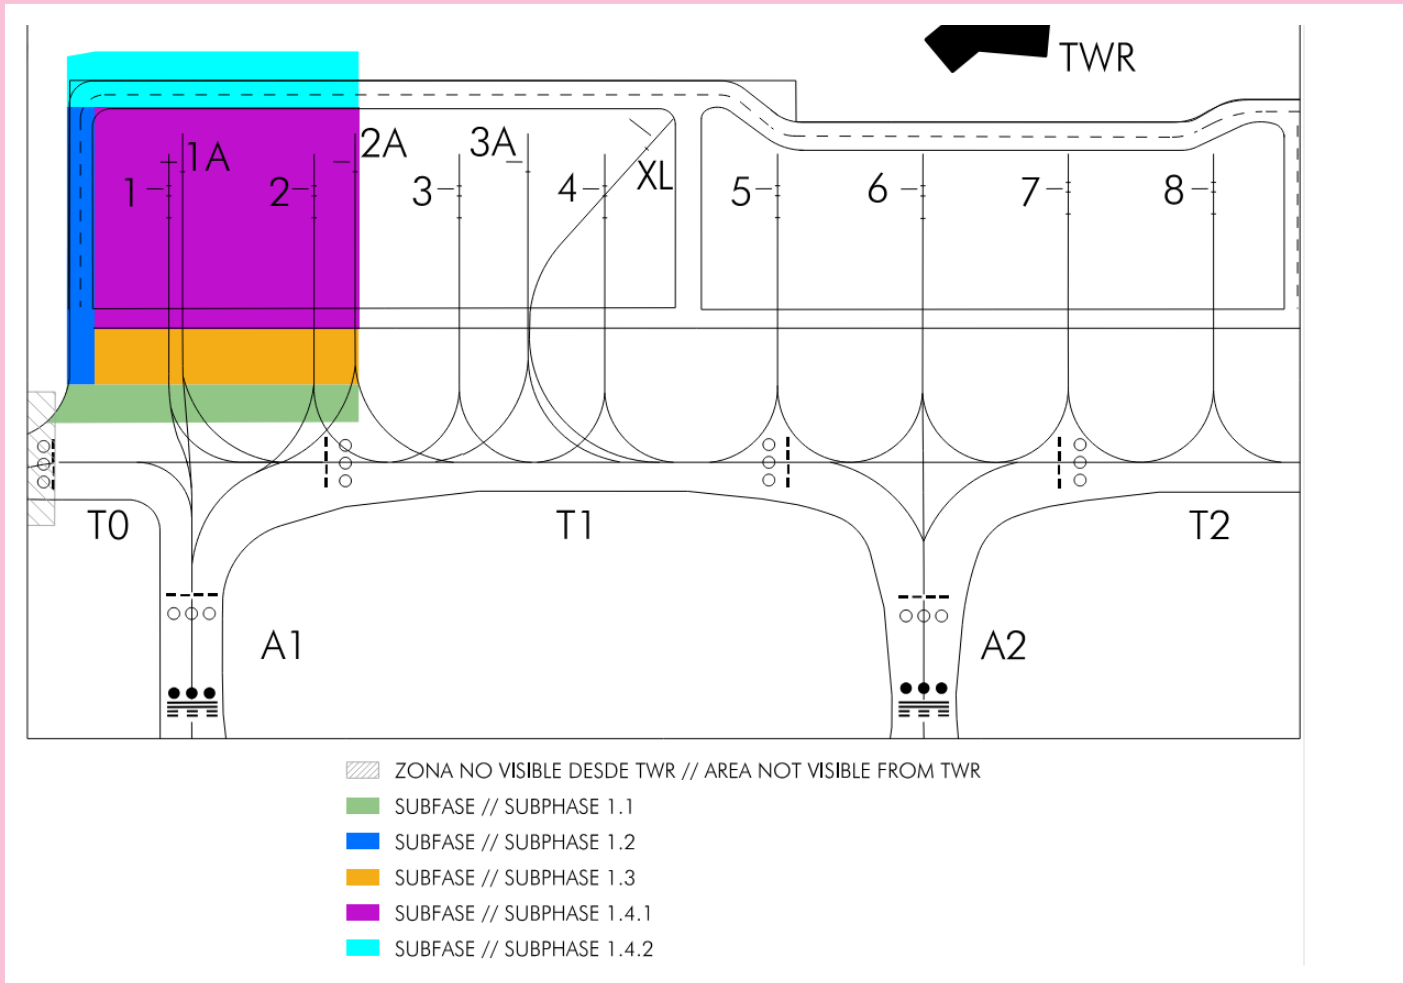 TWR
1A
2A
3A
XL
1
2
3
4
5
6
7
8
T0
T1
T2
A1
A2
ZONA NO VISIBLE DESDE TWR // AREA NOT VISIBLE FROM TWR
SUBFASE // SUBPHASE 1.1
SUBFASE // SUBPHASE 1.2
SUBFASE // SUBPHASE 1.3
SUBFASE // SUBPHASE 1.4.1
SUBFASE // SUBPHASE 1.4.2